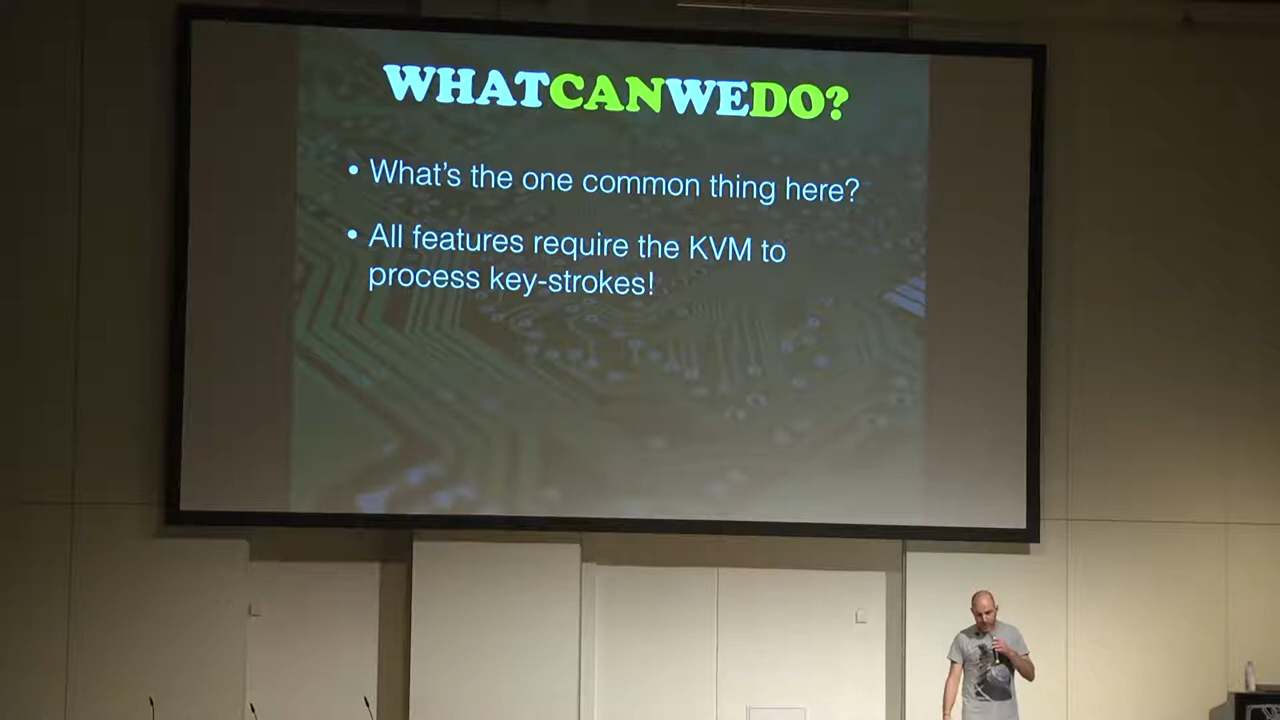 WHATCANWEDO?
• What's the one common thing here?
• All features require the KVM to
process key-strokes!